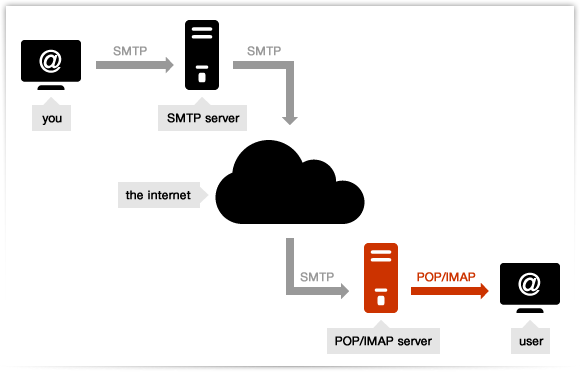 @
SMTP
SMTP
you
SMTP server
the internet
SMTP
POP/IMAP
@
POP/IMAP server
user